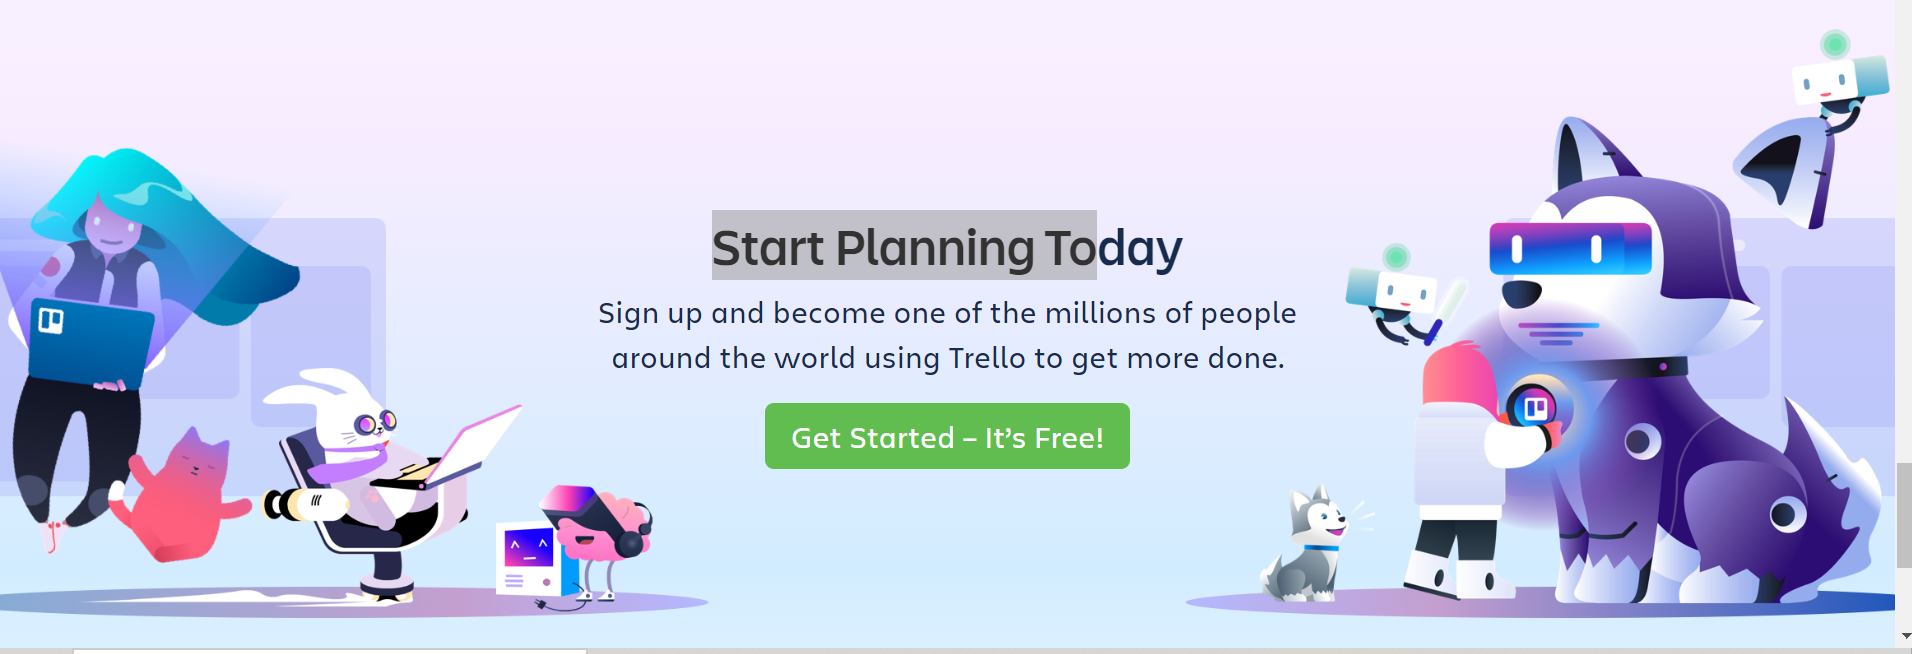 Start Planning Today
Sign up and become one of the millions of people
around the world using Trello to get more done.
Get Started – It’s Free!